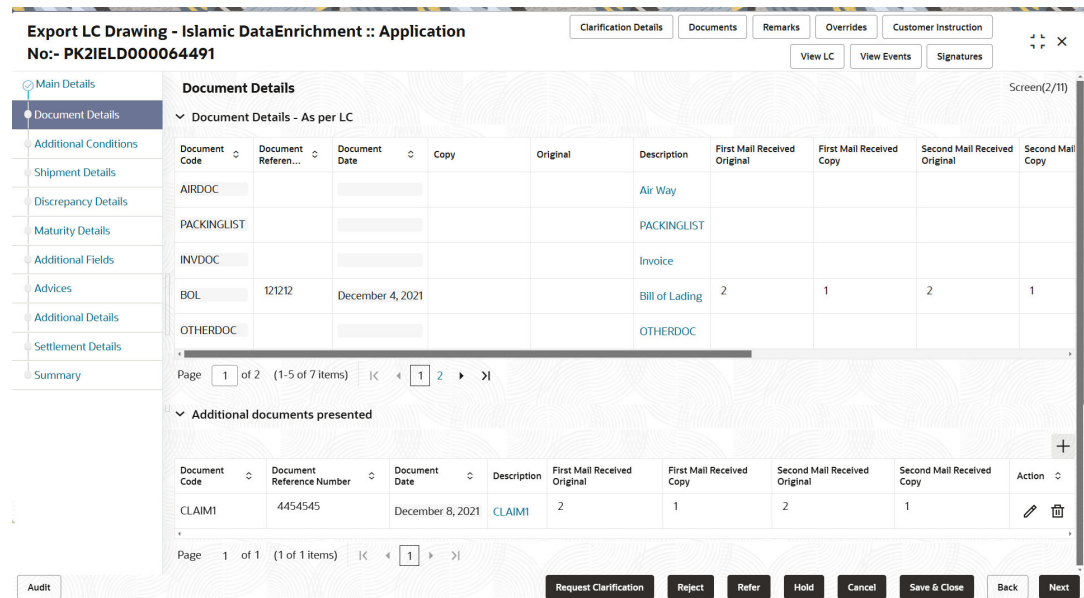 Export LC Drawing - Islamic DataEnrichment :: Application
No:- PK2IELD000064491
Clarification Details Documents Remarks Overrides Customer Instruction
View LC View Events Signatures
Main Details
Document Details
Additional Conditions
Shipment Details
Discrepancy Details
Maturity Details
Additional Fields
Advices
Additional Details
Settlement Details
Summary
Document Details Screen(2/11)
Document Details - As per LC
Document Code Document Referen... Document Date Copy Original Description First Mail Received Original First Mail Received Copy Second Mail Received Original Second Mail Copy
AIRDOC Air Way
PACKINGLIST PACKINGLIST
INVDOC Invoice
BOL 121212 December 4, 2021 Bill of Lading 2 1 2 1
OTHERDOC OTHERDOC
Page 1 of 2 (1-5 of 7 items) 1 2
Additional documents presented
Document Code Document Reference Number Document Date Description First Mail Received Original First Mail Received Copy Second Mail Received Original Second Mail Received Copy Action
CLAIM1 4454545 December 8, 2021 CLAIM1 2 1 2 1
Page 1 of 1 (1 of 1 items) 1
Audit Request Clarification Reject Refer Hold Cancel Save & Close Back Next